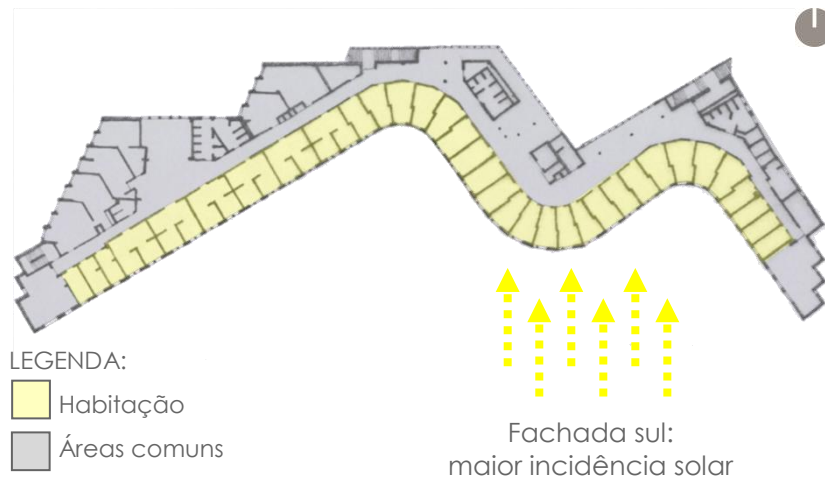 LEGENDA:
Habitação
Áreas comuns
Fachada sul:
maior incidência solar